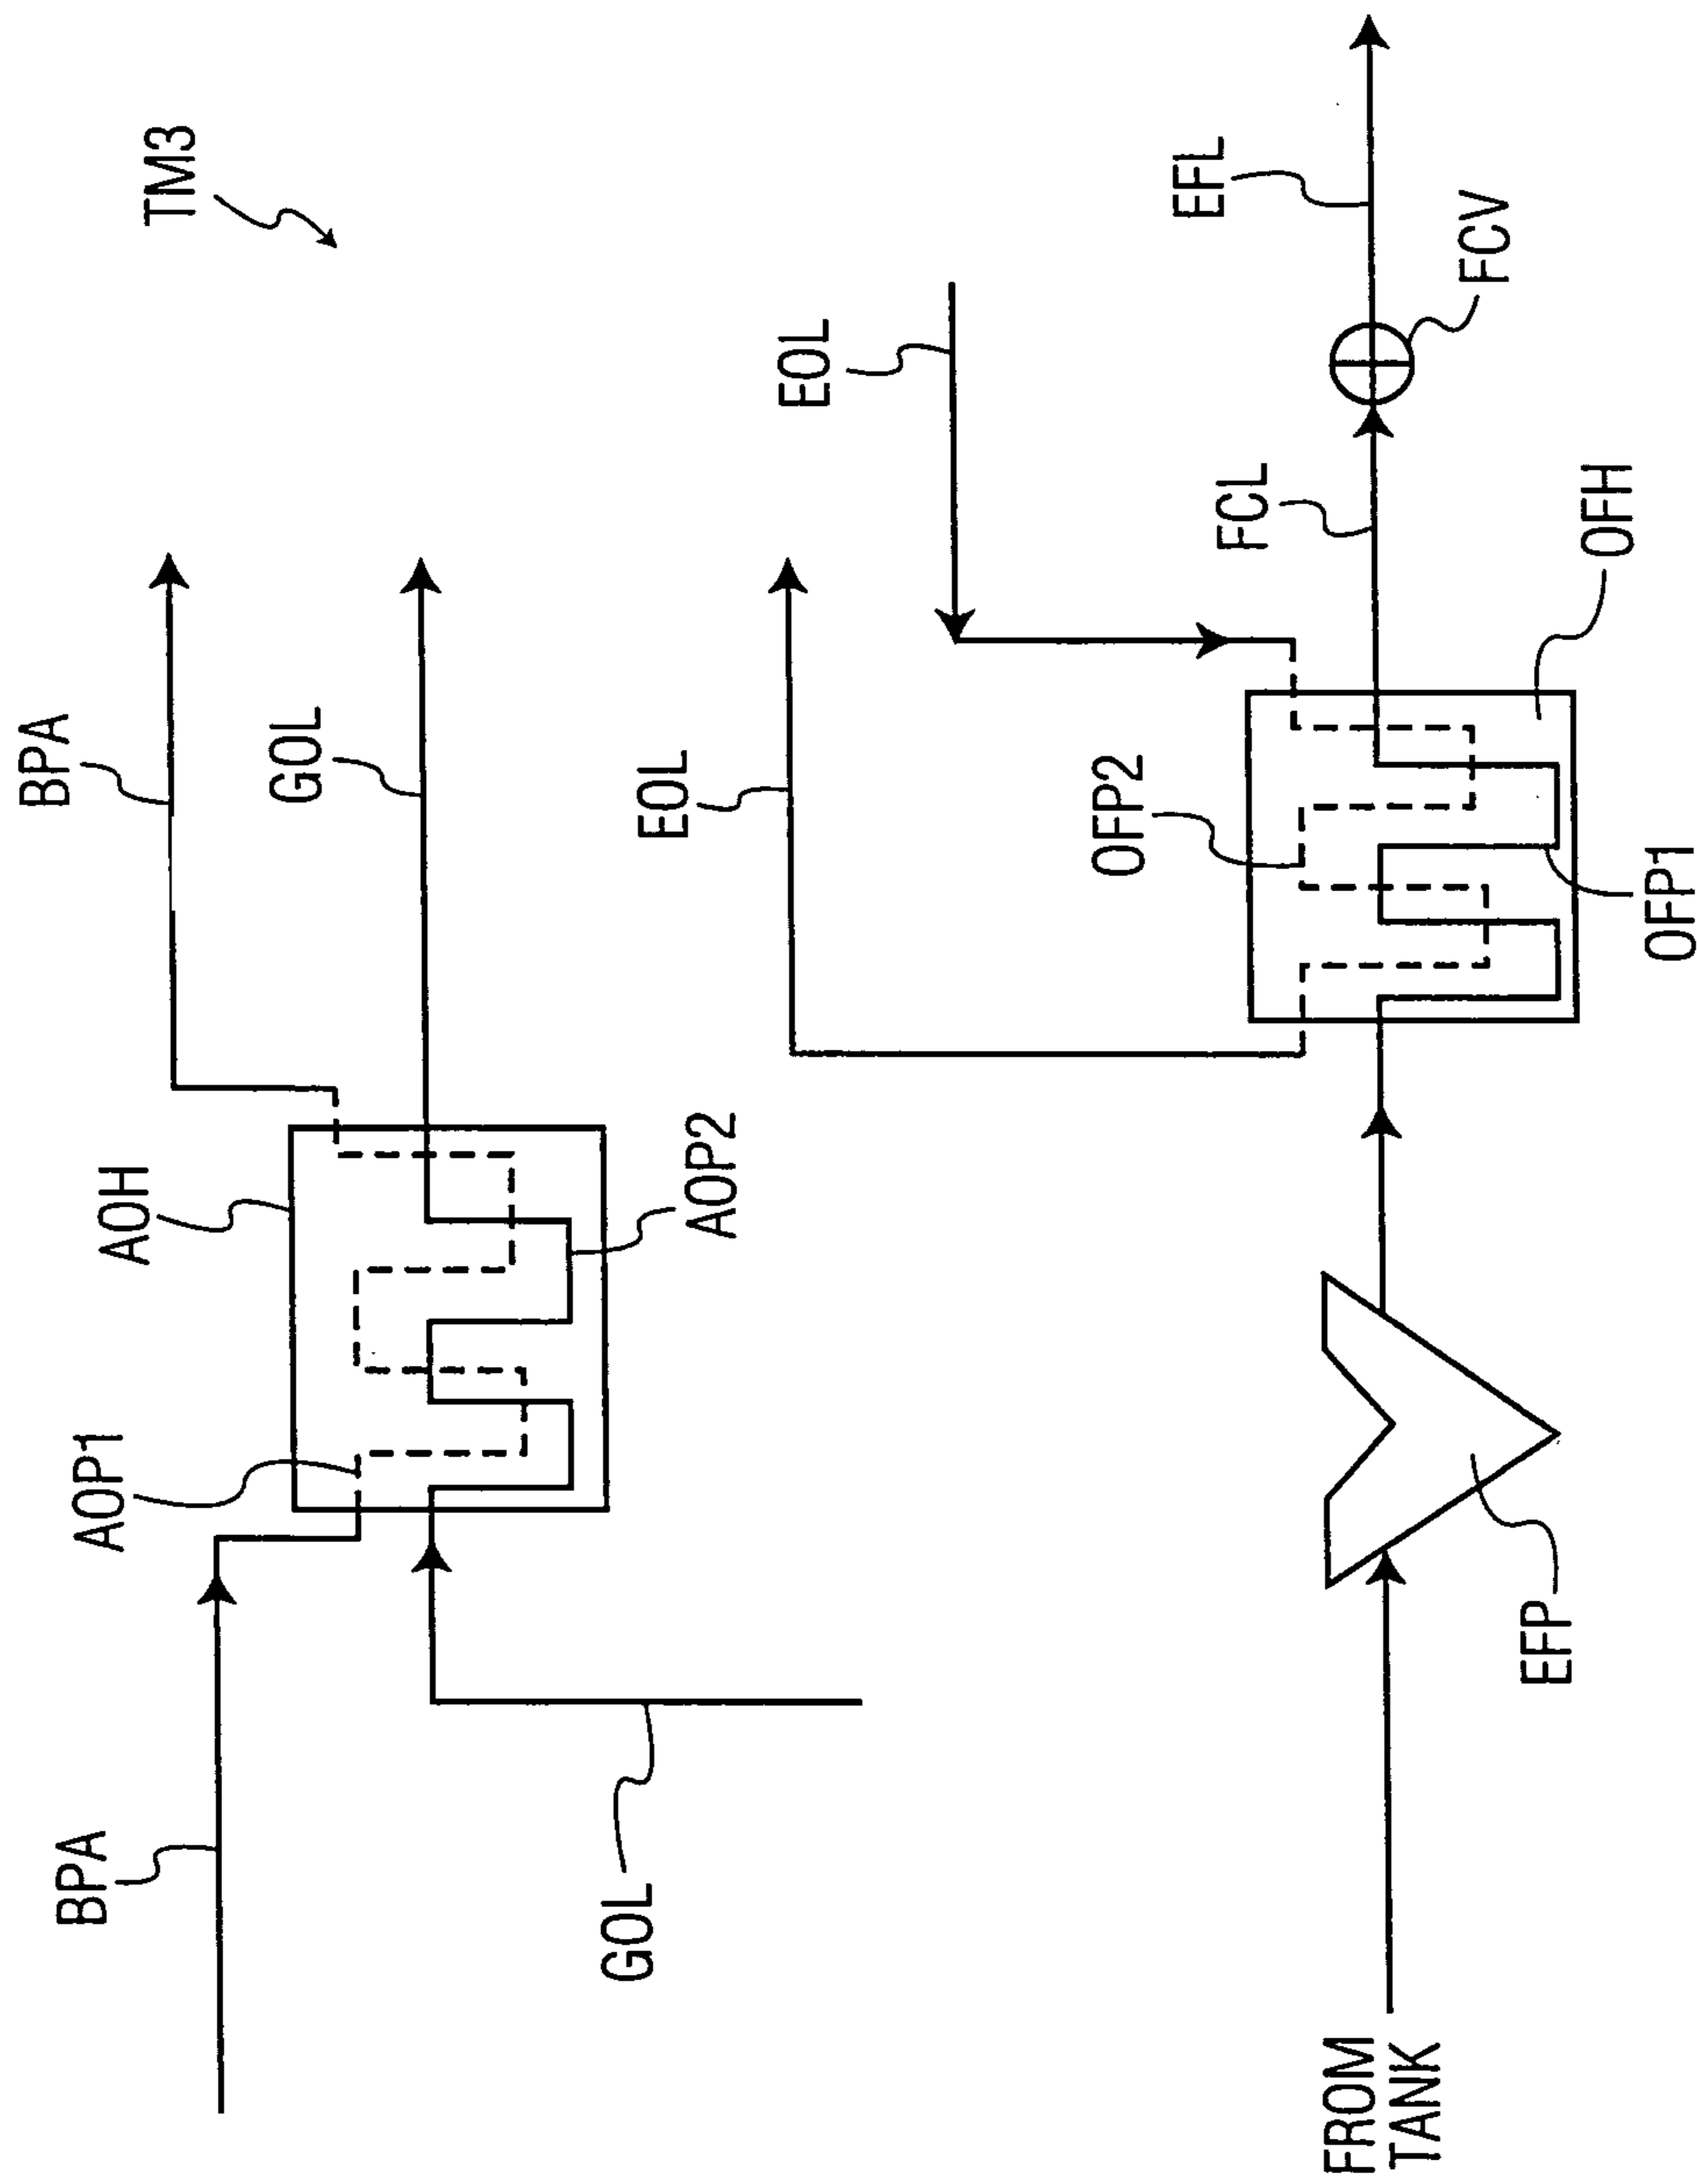 TM3
BPA
AOP1
AOH
BPA
GOL
GOL
AOP2
EOL
EOL
EFL
FCL
FCV
OFP2
OFH
OFP1
EFP
FROM
TANK